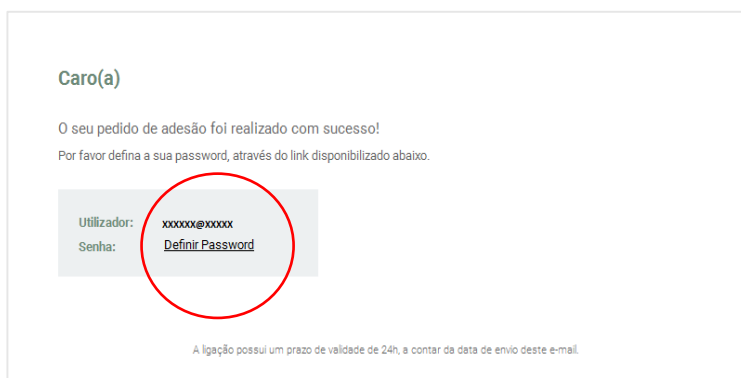 Caro(a)
O seu pedido de adesão foi realizado com sucesso!
Por favor defina a sua password, através do link disponibilizado abaixo.
Utilizador: xxxxxx@xxxxx
Senha: Definir Password
A ligação possui um prazo de validade de 24h, a contar da data de envio deste e-mail.